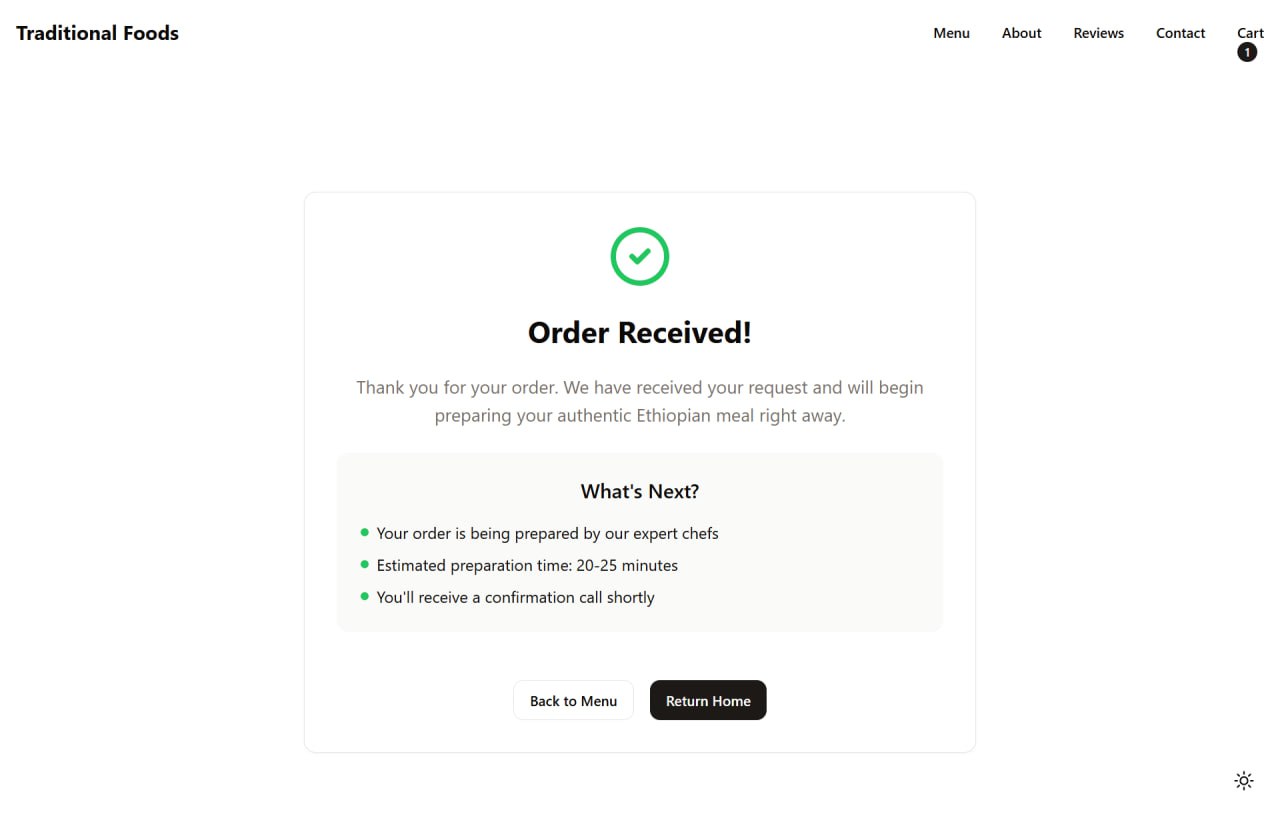 Traditional Foods
Menu About Reviews Contact Cart
1
Order Received!
Thank you for your order. We have received your request and will begin
preparing your authentic Ethiopian meal right away.
What's Next?
Your order is being prepared by our expert chefs
Estimated preparation time: 20-25 minutes
You'll receive a confirmation call shortly
Back to Menu Return Home